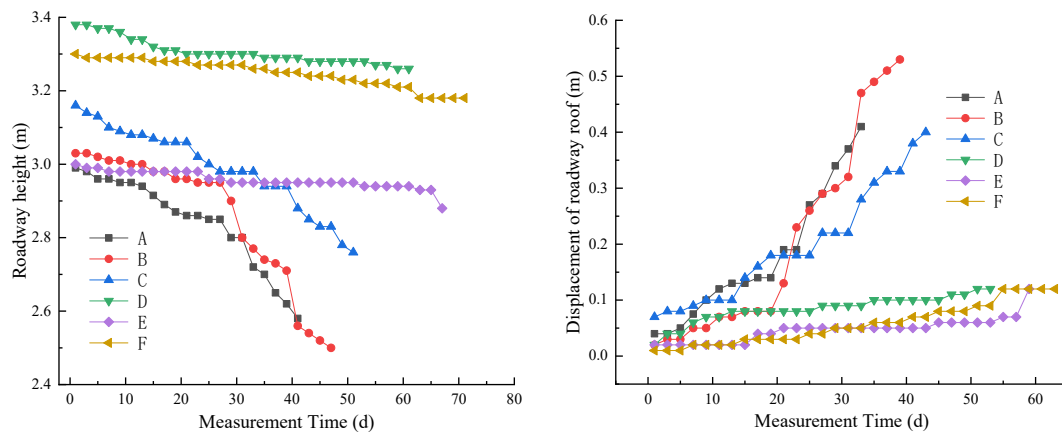 Roadway height (m)
3.4
3.2
3.0
2.8
2.6
2.4
A
B
C
D
E
F
0 10 20 30 40 50 60 70 80
Measurement Time (d)
Displacement of roadway roof (m)
0.6
0.5
0.4
0.3
0.2
0.1
0.0
A
B
C
D
E
F
0 10 20 30 40 50 60
Measurement Time (d)